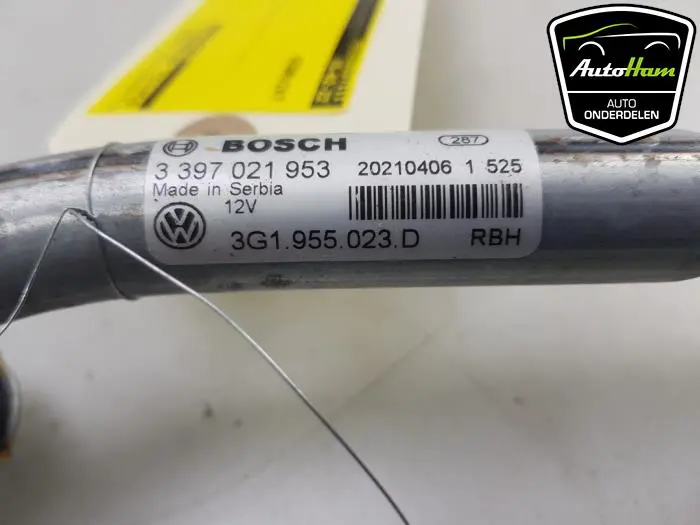 AutoHam
AUTO
ONDERDELEN
BOSCH
287
3 397 021 953
20210406 1 525
Made in Serbia
12V
3G1.955.023.D
RBH